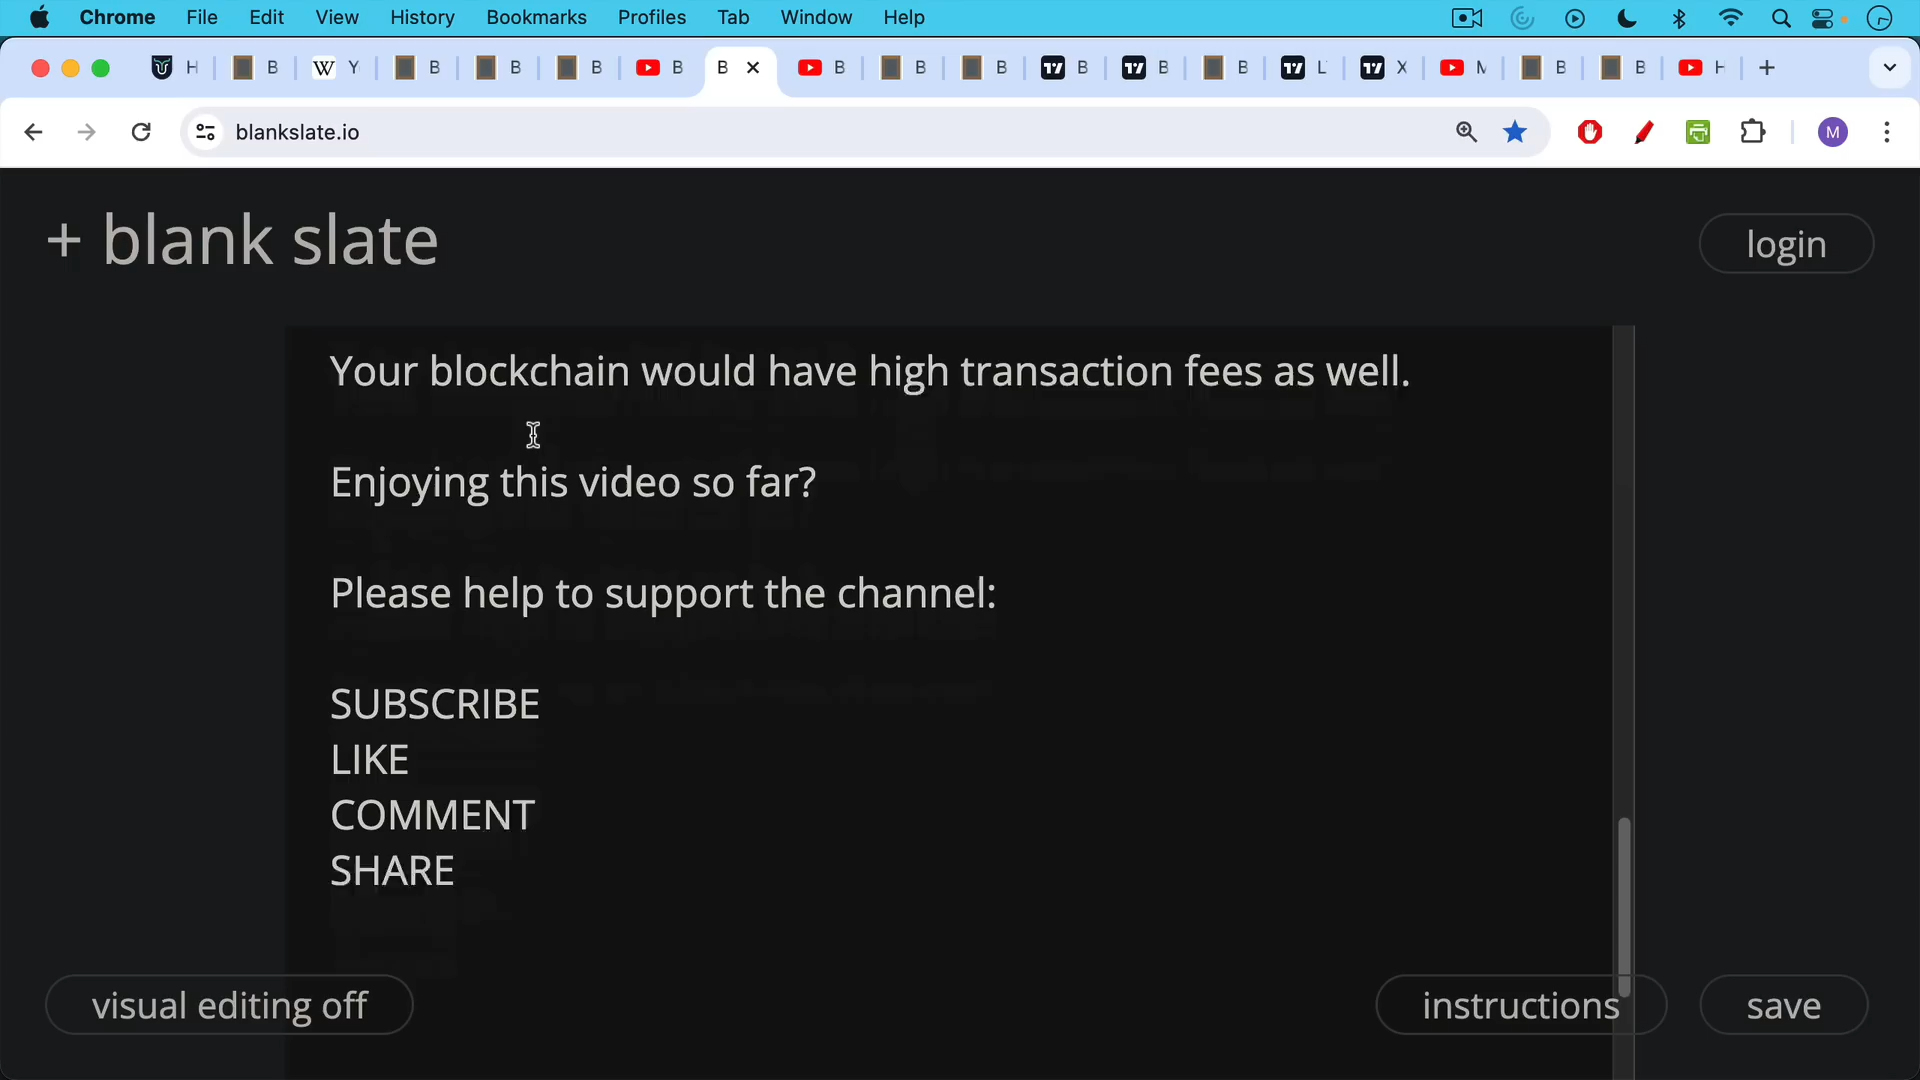 Chrome File Edit View History Bookmarks Profiles Tab Window Help
H B W Y B B B B B B B B B B B L X M B B H
blankslate.io M
+ blank slate
login
Your blockchain would have high transaction fees as well.
Enjoying this video so far?
Please help to support the channel:
SUBSCRIBE
LIKE
COMMENT
SHARE
visual editing off
instructions
save